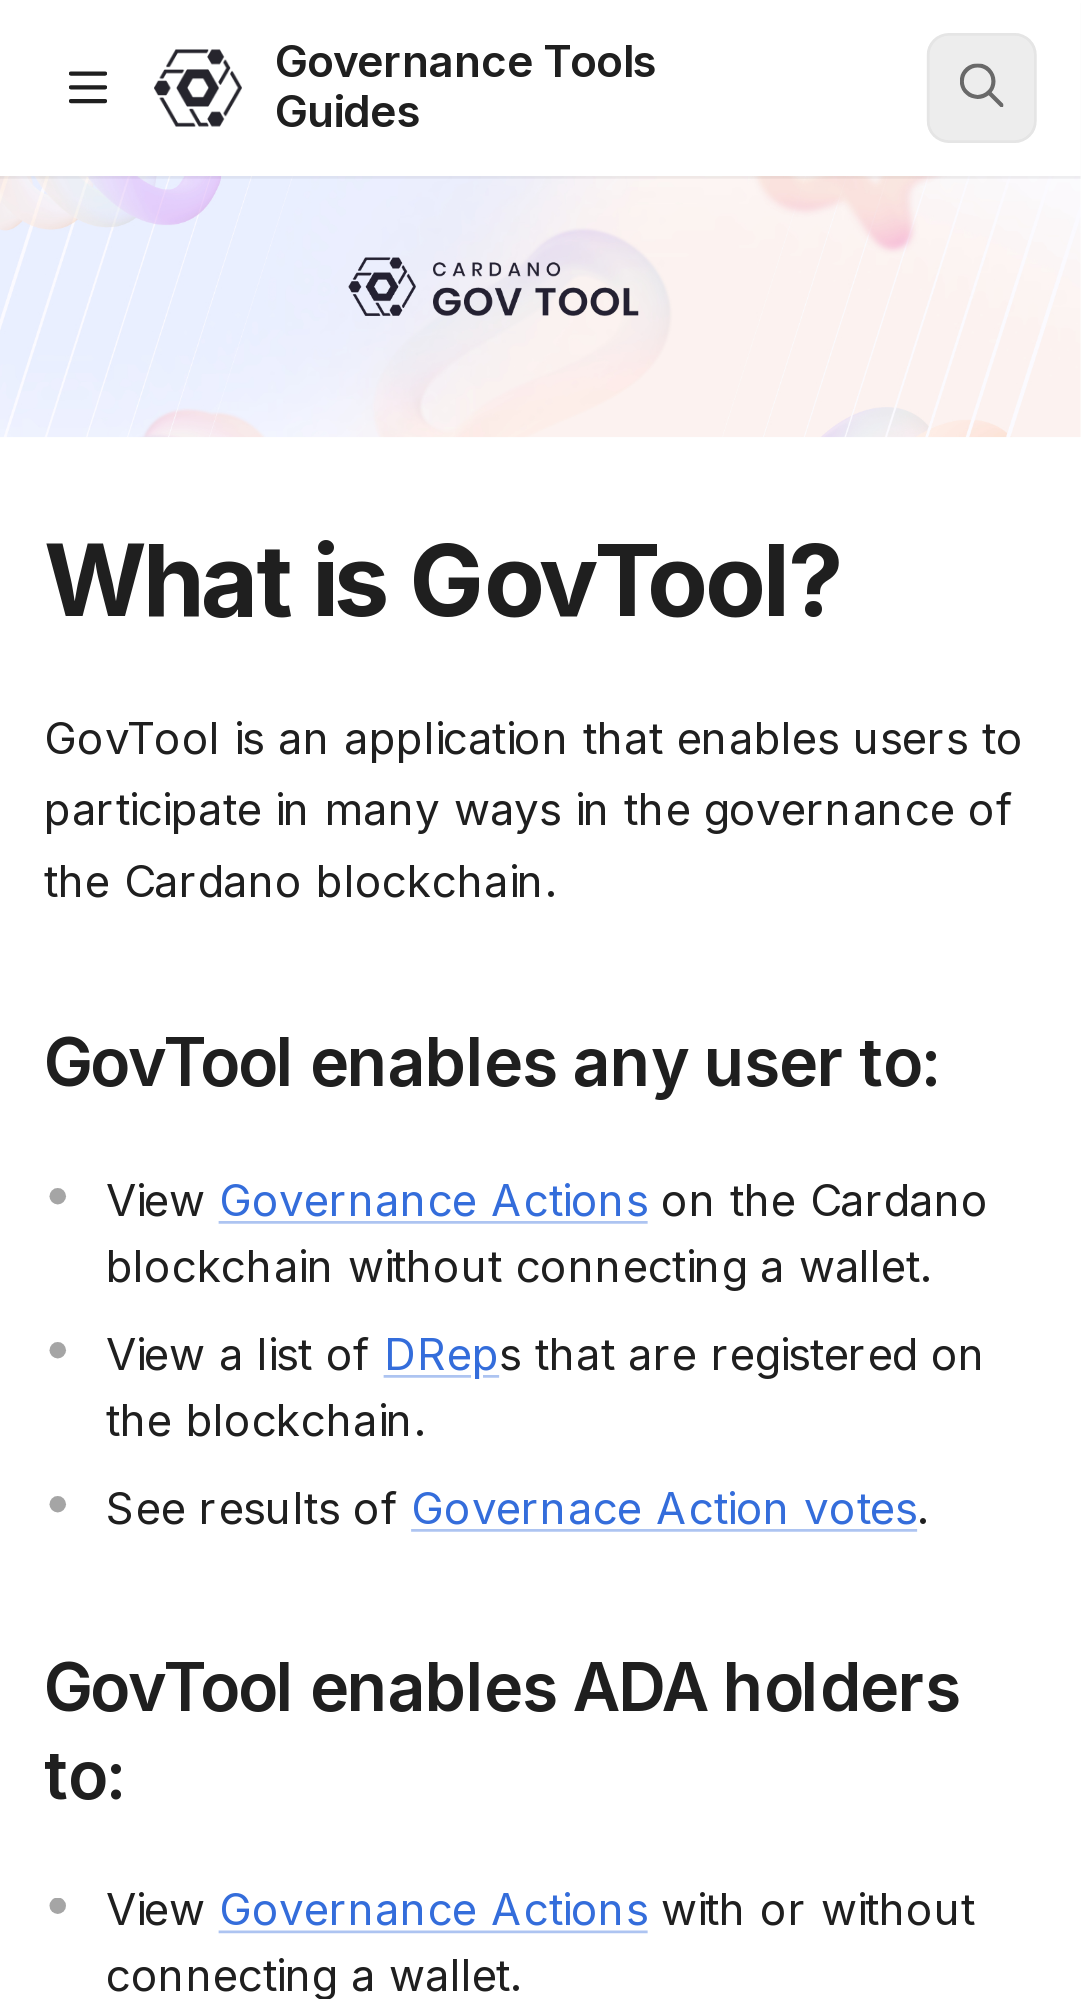 Governance Tools
Guides
CARDANO
GOV TOOL
What is GovTool?
GovTool is an application that enables users to
participate in many ways in the governance of
the Cardano blockchain.
GovTool enables any user to:
View Governance Actions on the Cardano
blockchain without connecting a wallet.
View a list of DReps that are registered on
the blockchain.
See results of Governace Action votes.
GovTool enables ADA holders
to:
View Governance Actions with or without
connecting a wallet.